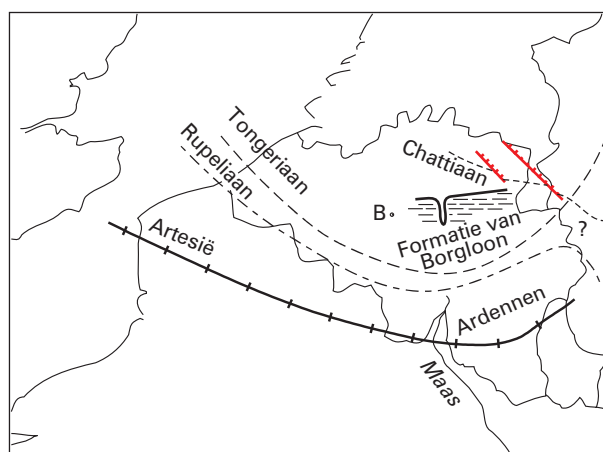 Tongeriaan
Rupeliaan
Chattiaan
B.
Formatie van
Borgloon
?
Artesië
Ardennen
Maas